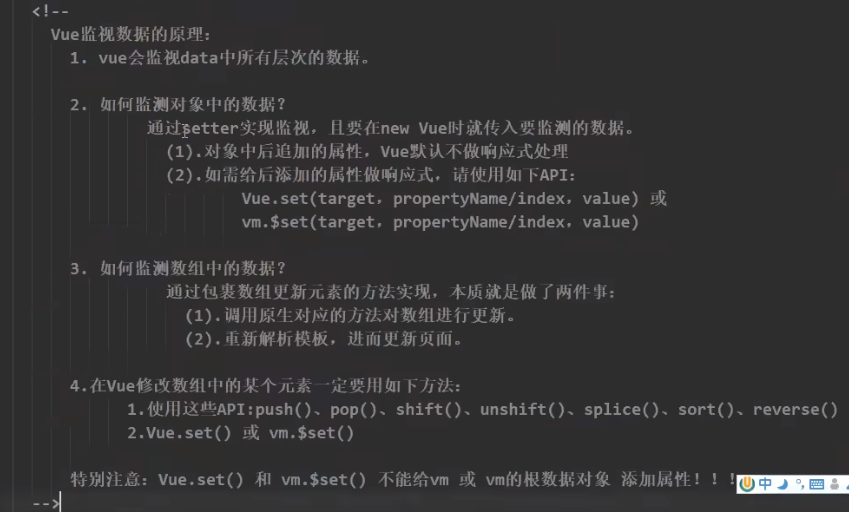 <!--
Vue监视数据的原理：
1. vue会监视data中所有层次的数据。
2. 如何监测对象中的数据？
通过setter实现监视，且要在new Vue时就传入要监测的数据。
(1).对象中后追加的属性，Vue默认不做响应式处理
(2).如需给后添加的属性做响应式，请使用如下API：
Vue.set(target，propertyName/index，value) 或
vm.$set(target，propertyName/index，value)
3. 如何监测数组中的数据？
通过包裹数组更新元素的方法实现，本质就是做了两件事：
(1).调用原生对应的方法对数组进行更新。
(2).重新解析模板，进而更新页面。
4.在Vue修改数组中的某个元素一定要用如下方法：
1.使用这些API:push()、pop()、shift()、unshift()、splice()、sort()、reverse()
2.Vue.set() 或 vm.$set()
特别注意：Vue.set() 和 vm.$set() 不能给vm 或 vm的根数据对象 添加属性！！！
中
-->